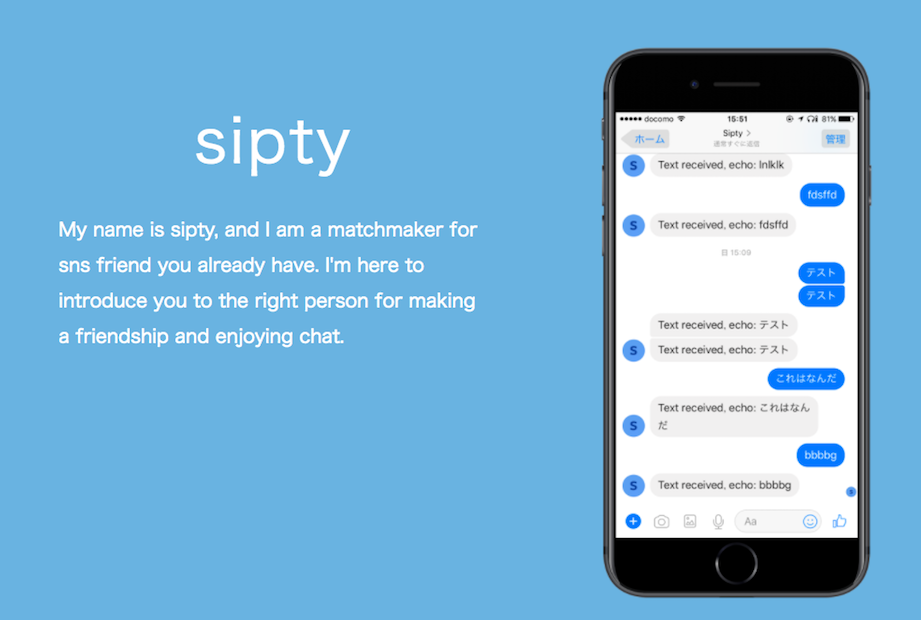 sipty
My name is sipty, and I am a matchmaker for
sns friend you already have. I'm here to
introduce you to the right person for making
a friendship and enjoying chat.
docomo 15:51 81%
ホーム Sipty > 管理
通常すぐに返信
S Text received, echo: lnlklk
fdsffd
S Text received, echo: fdsffd
日 15:09
テスト
テスト
Text received, echo: テスト
S Text received, echo: テスト
これはなんだ
Text received, echo: これはなん
S だ
bbbbg
S Text received, echo: bbbbg
S
Aa